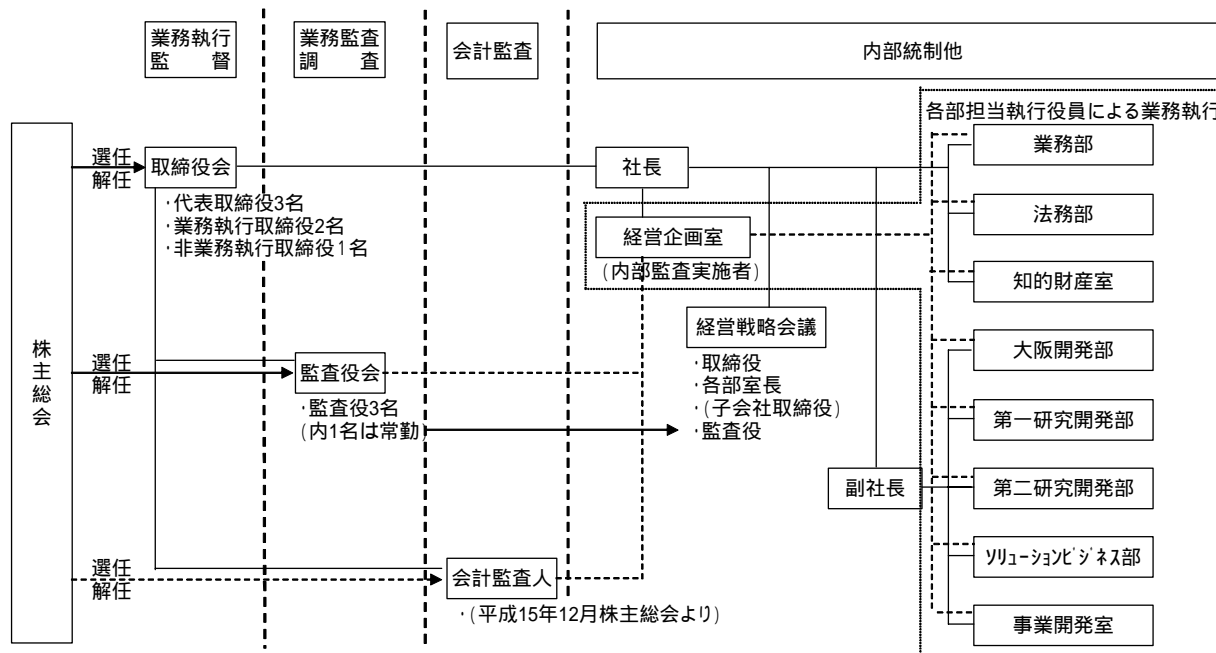 業務執行
監　督
業務監査
調　　査
会計監査
内部統制他
各部担当執行役員による業務執行
株主総会
選任
解任
取締役会
・代表取締役3名
・業務執行取締役2名
・非業務執行取締役1名
社長
経営企画室
(内部監査実施者)
経営戦略会議
・取締役
・各部室長
・(子会社取締役)
・監査役
選任
解任
監査役会
・監査役3名
(内1名は常勤)
副社長
選任
解任
会計監査人
・(平成15年12月株主総会より)
業務部
法務部
知的財産室
大阪開発部
第一研究開発部
第二研究開発部
ｿﾘｭｰｼｮﾝﾋﾞｼﾞﾈｽ部
事業開発室